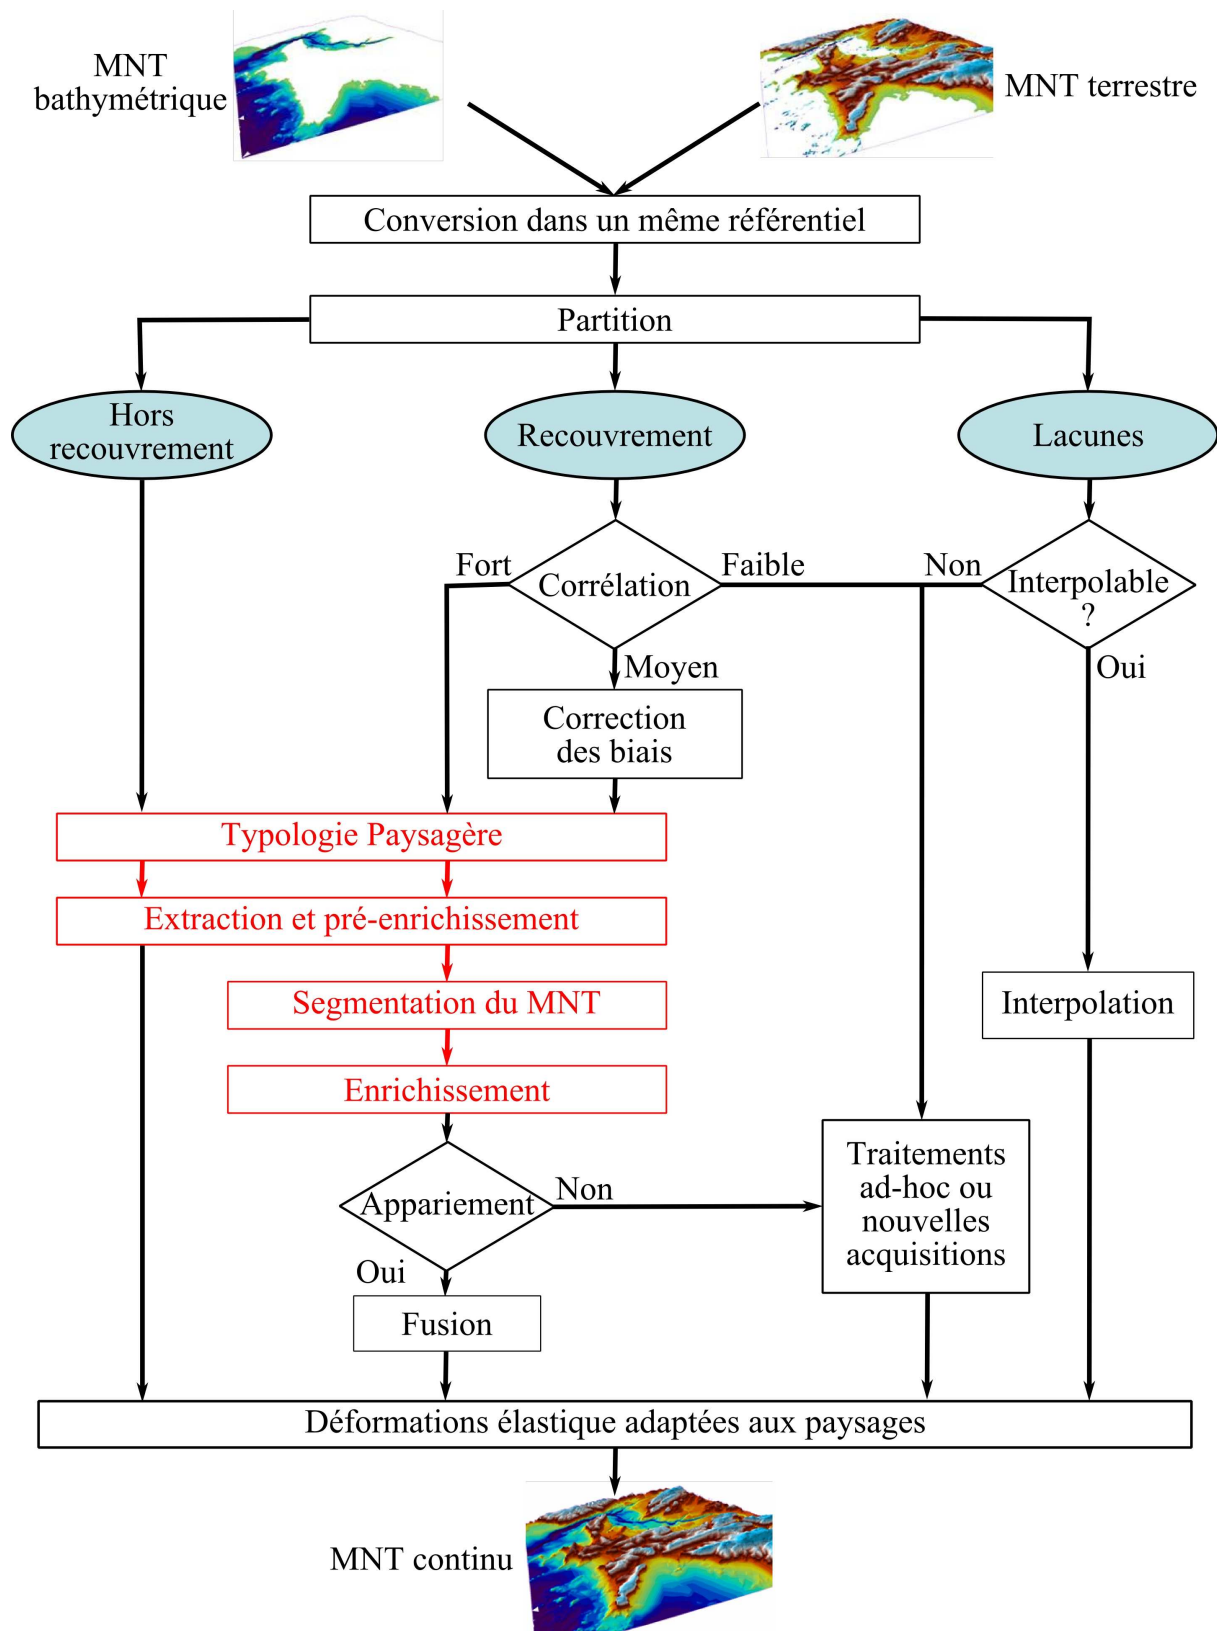 MNT
bathymétrique
MNT terrestre
Conversion dans un même référentiel
Partition
Hors
recouvrement
Recouvrement
Lacunes
Fort
Corrélation
Faible
Non
Interpolable
?
Moyen
Oui
Correction
des biais
Typologie Paysagère
Extraction et pré-enrichissement
Segmentation du MNT
Interpolation
Enrichissement
Appariement
Non
Traitements
ad-hoc ou
nouvelles
acquisitions
Oui
Fusion
Déformations élastique adaptées aux paysages
MNT continu